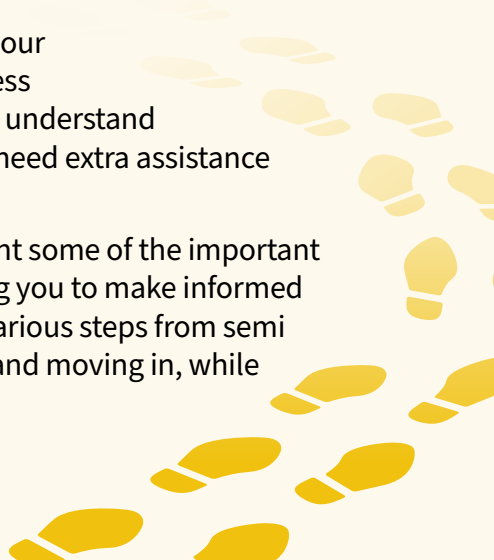 our
ess
understand
need extra assistance
nt some of the important
g you to make informed
arious steps from semi
and moving in, while